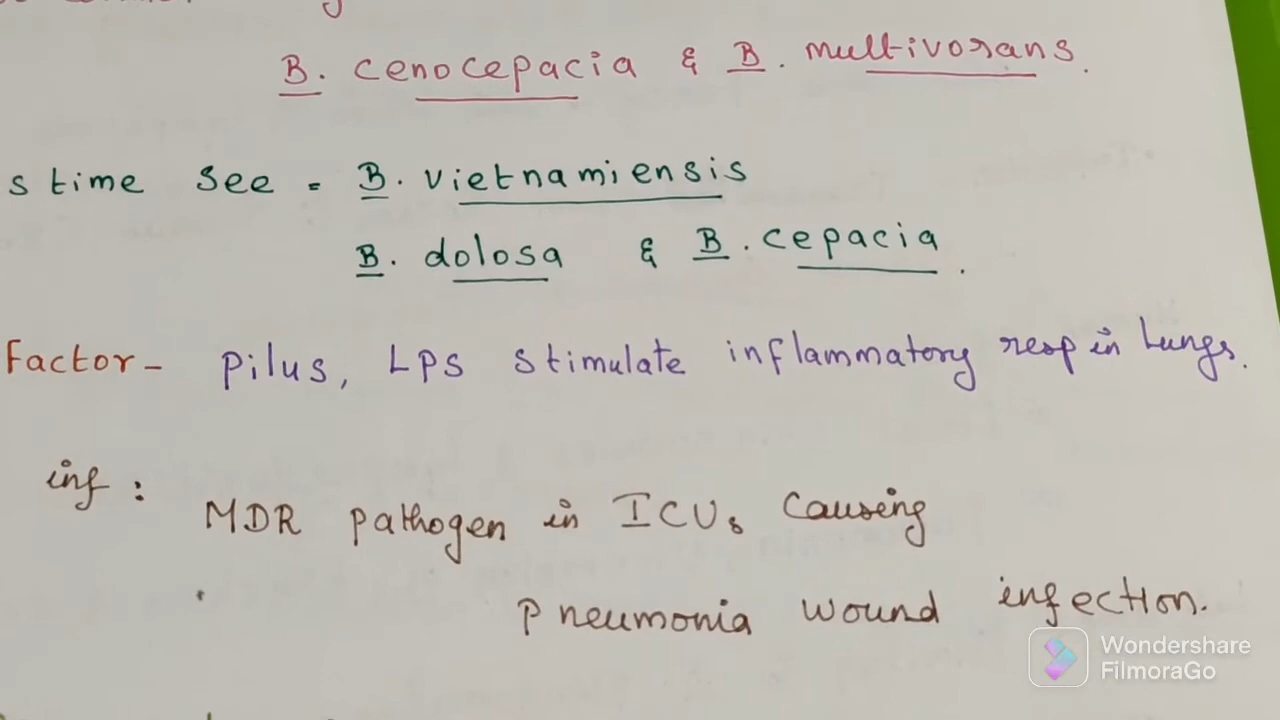 B. cenocepacia & B. multivorans.
s time see = B. vietnamiensis
B. dolosa & B. cepacia.
Factor - Pilus, LPS stimulate inflammatory resp in Lungs.
inf :
MDR pathogen in ICUs causing
Pneumonia wound infection.
Wondershare
FilmoraGo